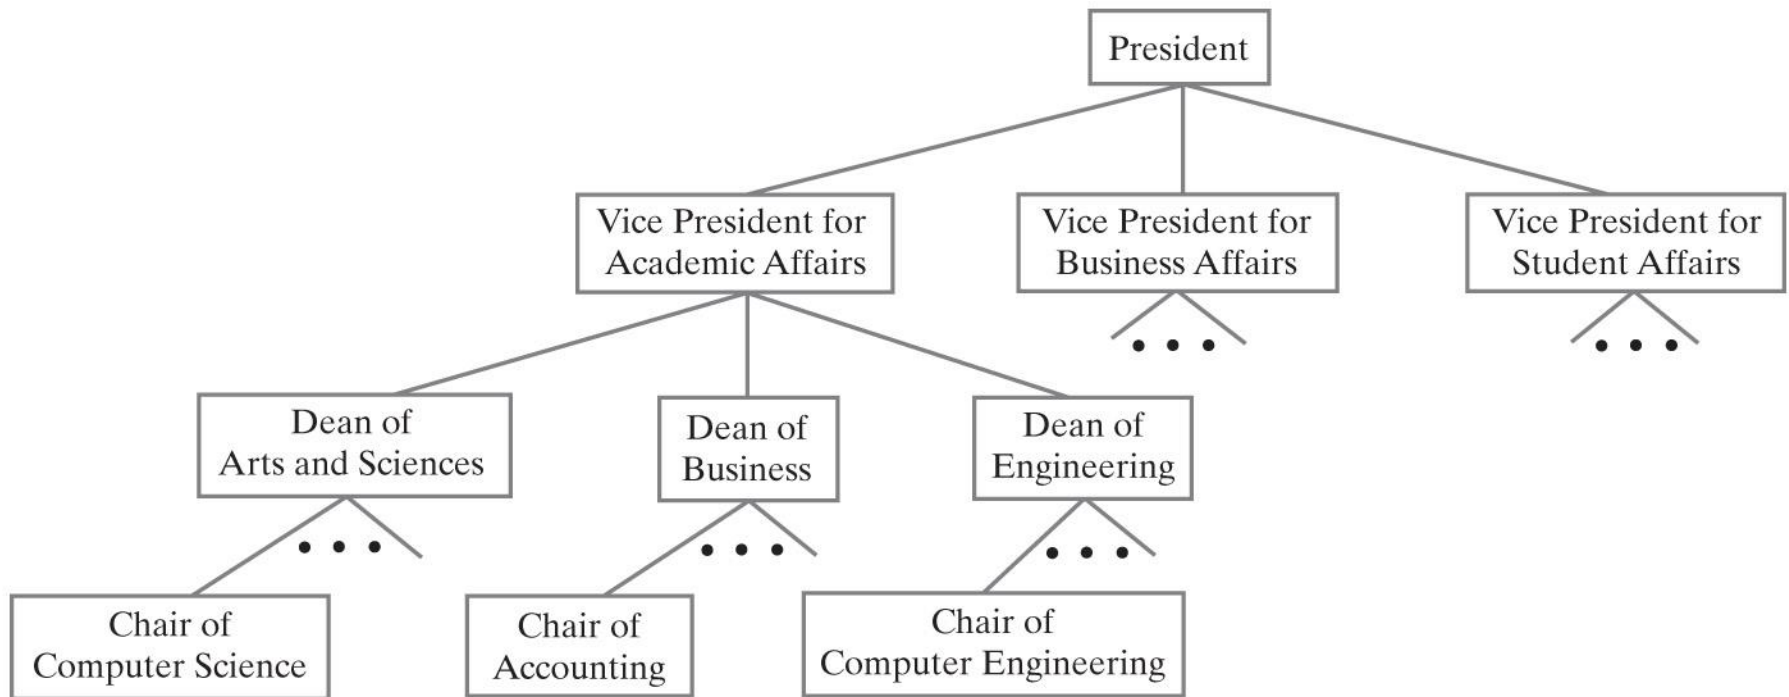 President
Vice President for
Academic Affairs
Vice President for
Business Affairs
Vice President for
Student Affairs
Dean of
Arts and Sciences
Dean of
Business
Dean of
Engineering
Chair of
Computer Science
Chair of
Accounting
Chair of
Computer Engineering